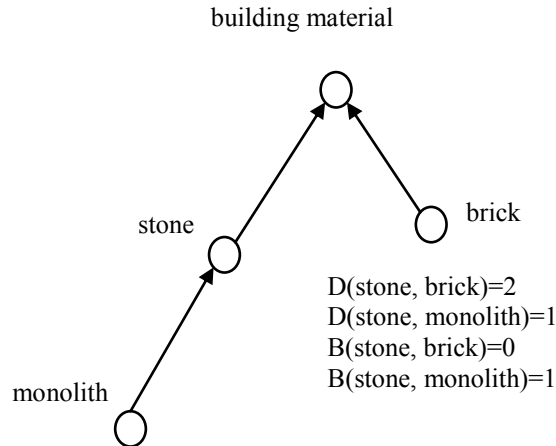 building material
stone
brick
D(stone, brick)=2
D(stone, monolith)=1
B(stone, brick)=0
B(stone, monolith)=1
monolith